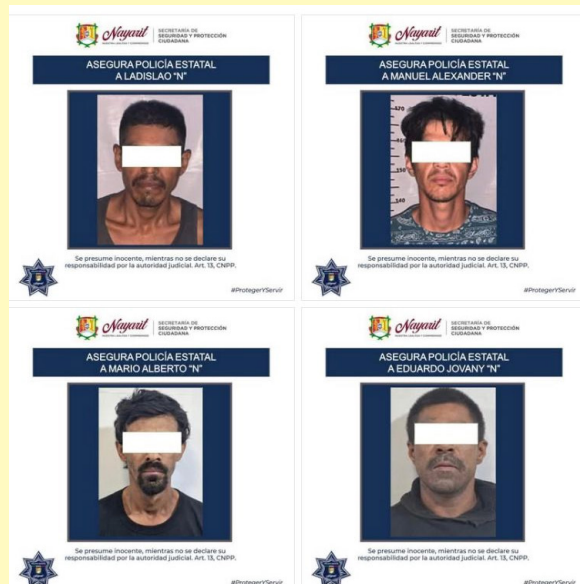 Nayarit
SECRETARÍA DE
SEGURIDAD Y PROTECCIÓN
CIUDADANA
ASEGURA POLICÍA ESTATAL
A LADISLAO "N"
Se presume inocente, mientras no se declare su
responsabilidad por la autoridad judicial. Art. 13, CNPP.
#ProtegerYServir
Nayarit
SECRETARÍA DE
SEGURIDAD Y PROTECCIÓN
CIUDADANA
ASEGURA POLICÍA ESTATAL
A MANUEL ALEXANDER "N"
Se presume inocente, mientras no se declare su
responsabilidad por la autoridad judicial. Art. 13, CNPP.
#ProtegerYServir
Nayarit
SECRETARÍA DE
SEGURIDAD Y PROTECCIÓN
CIUDADANA
ASEGURA POLICÍA ESTATAL
A MARIO ALBERTO "N"
Se presume inocente, mientras no se declare su
responsabilidad por la autoridad judicial. Art. 13, CNPP.
#ProtegerYServir
Nayarit
SECRETARÍA DE
SEGURIDAD Y PROTECCIÓN
CIUDADANA
ASEGURA POLICÍA ESTATAL
A EDUARDO JOVANY "N"
Se presume inocente, mientras no se declare su
responsabilidad por la autoridad judicial. Art. 13, CNPP.
#ProtegerYServir